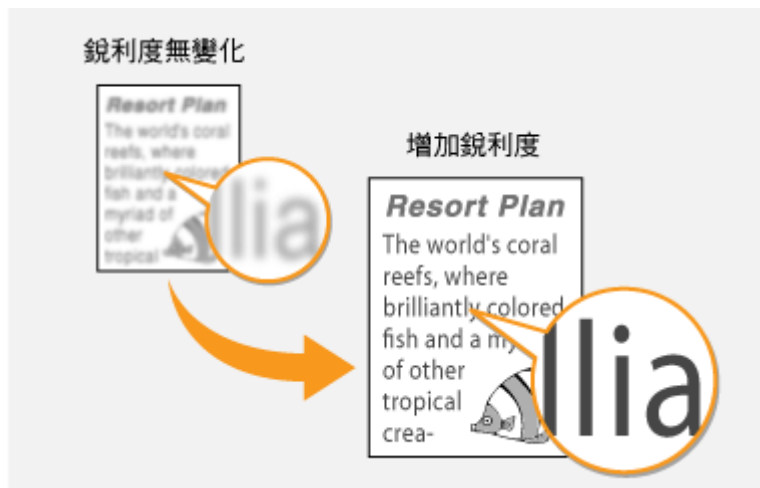 銳利度無變化
Resort Plan
The world's coral
reefs, where
brilliantly colored
fish and a
myriad of
other
tropical
llia
增加銳利度
Resort Plan
The world's coral
reefs, where
brilliantly colored
fish and a my
of other
tropical
crea-
llia